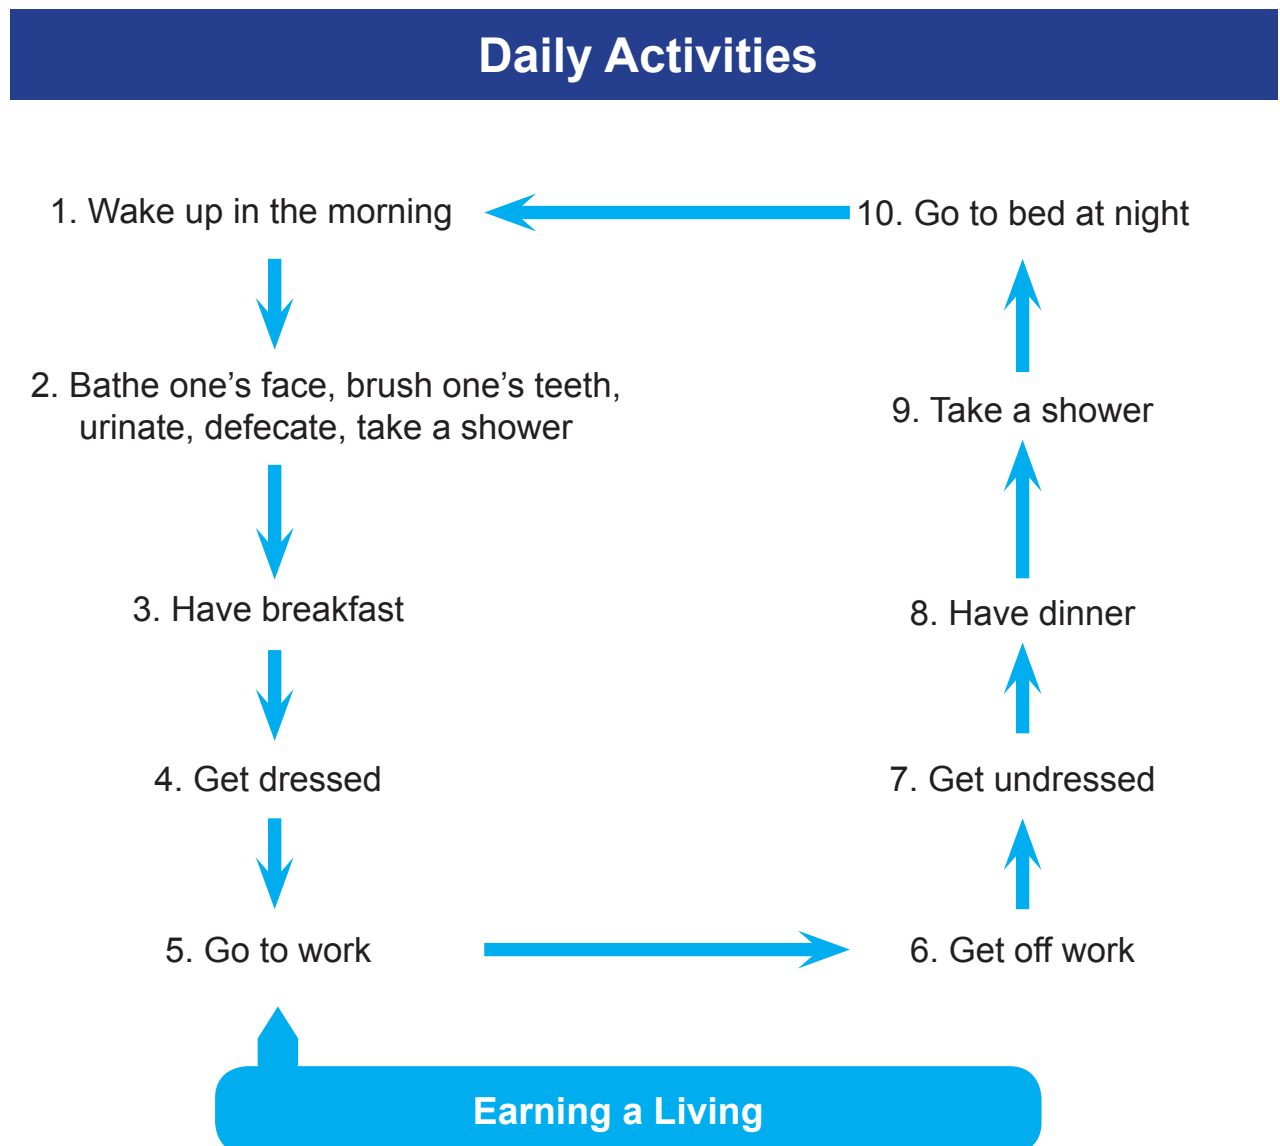 Daily Activities
1. Wake up in the morning
2. Bathe one’s face, brush one’s teeth,
urinate, defecate, take a shower
3. Have breakfast
4. Get dressed
5. Go to work
6. Get off work
7. Get undressed
8. Have dinner
9. Take a shower
10. Go to bed at night
Earning a Living